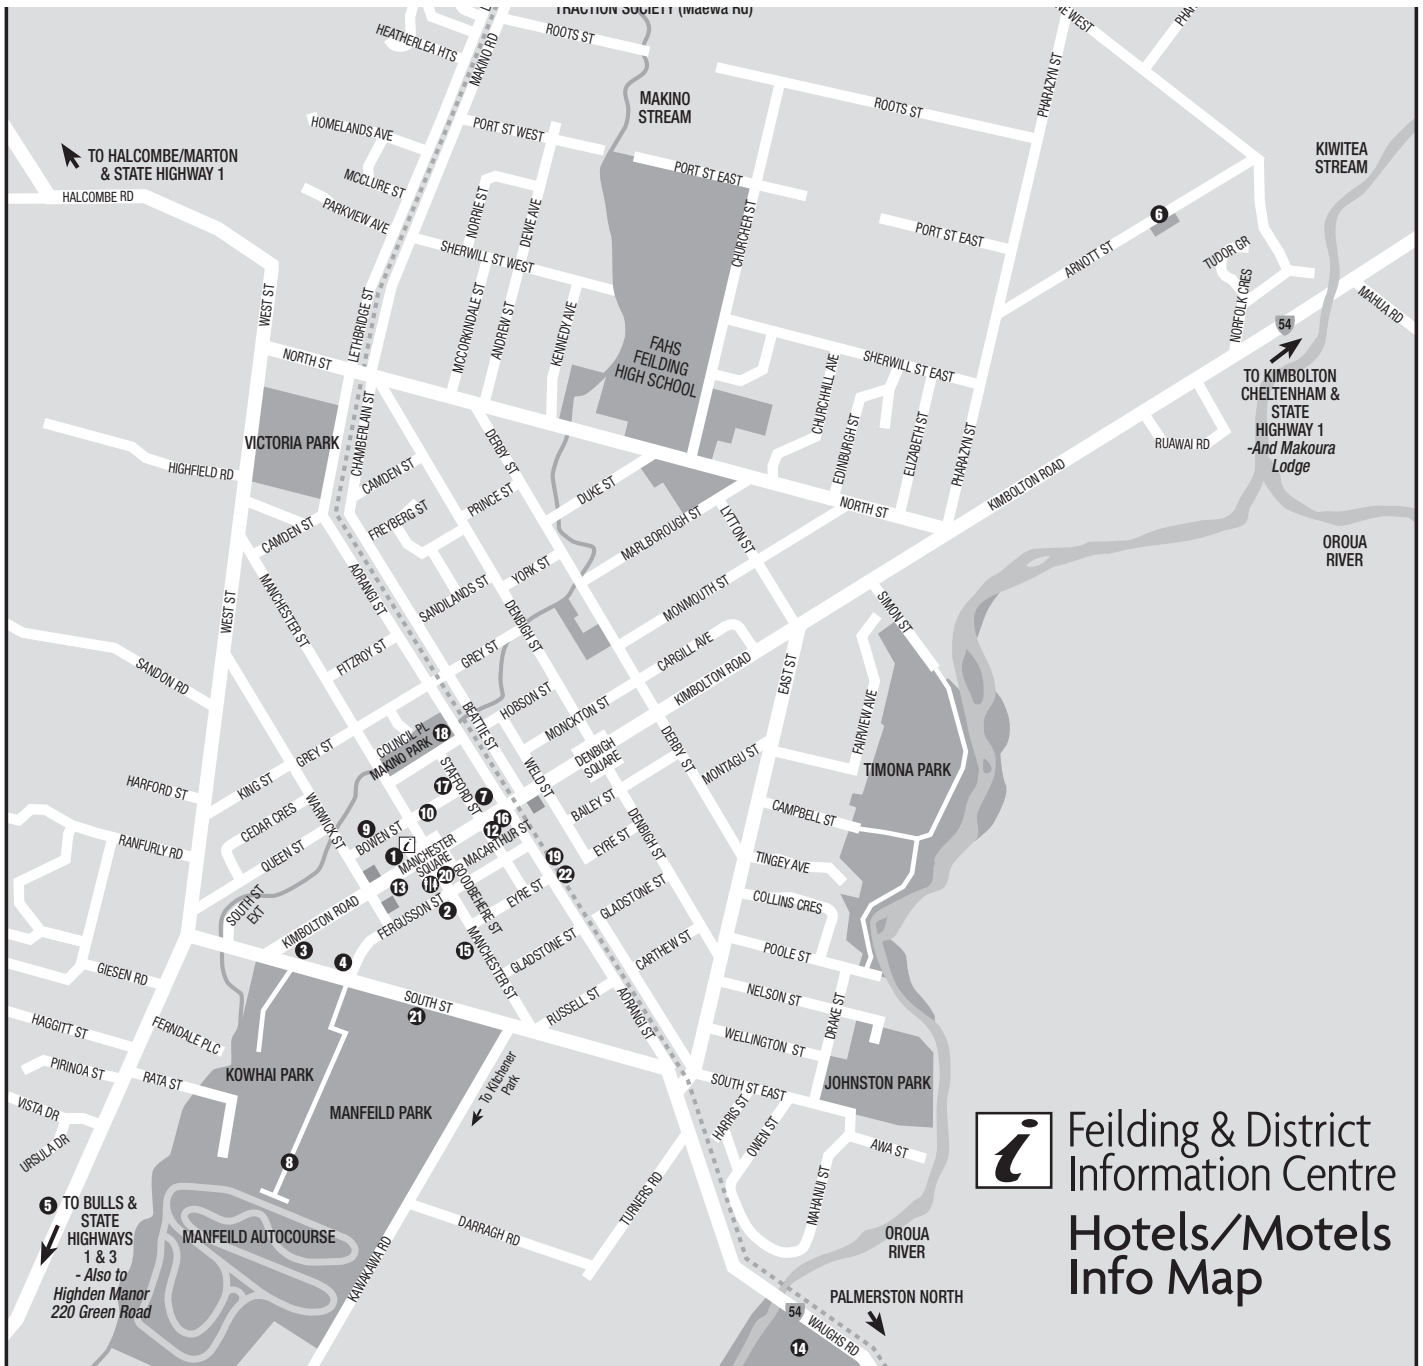 TRACTION SOCIETY (Maewa Rd)
HEATHERLEA HTS
MAKINO RD
ROOTS ST
PHARAZYN ST
MAKINO
STREAM
ROOTS ST
HOMELANDS AVE
PORT ST WEST
KIWITEA
STREAM
TO HALCOMBE/MARTON
& STATE HIGHWAY 1
HALCOMBE RD
MCCLURE ST
PARKVIEW AVE
NORRIE ST
DEWE AVE
PORT ST EAST
CHURCHER ST
6
PORT ST EAST
ARNOTT ST
TUDOR GR
SHERWILL ST WEST
NORFOLK CRES
MAHUA RD
WEST ST
LETHBRIDGE ST
MCCORKINDALE ST
ANDREW ST
KENNEDY AVE
54
NORTH ST
FAHS
FEILDING
HIGH SCHOOL
SHERWILL ST EAST
CHURCHHILL AVE
TO KIMBOLTON
CHELTENHAM &
STATE
HIGHWAY 1
-And Makoura
Lodge
VICTORIA PARK
CHAMBERLAIN ST
DERBY ST
EDINBURGH ST
ELIZABETH ST
PHARAZYN ST
RUAWAI RD
HIGHFIELD RD
CAMDEN ST
PRINCE ST
DUKE ST
KIMBOLTON ROAD
NORTH ST
CAMDEN ST
FREYBERG ST
MARLBOROUGH ST
LYTTON ST
OROUA
RIVER
MANCHESTER ST
AORANGI ST
YORK ST
SANDILANDS ST
MONMOUTH ST
SIMON ST
WEST ST
DENBIGH ST
FITZROY ST
GREY ST
CARGILL AVE
KIMBOLTON ROAD
EAST ST
SANDON RD
HOBSON ST
MONCKTON ST
FAIRVIEW AVE
BEATTIE ST
COUNCIL PL
MAKINO PARK
18
GREY ST
DENBIGH
SQUARE
DERBY ST
MONTAGU ST
TIMONA PARK
HARFORD ST
KING ST
STAFFORD ST
WELD ST
17
7
BAILEY ST
CAMPBELL ST
WARWICK ST
CEDAR CRES
10
16
RANFURLY RD
9
BOWEN ST
12
MACARTHUR ST
EYRE ST
DENBIGH ST
QUEEN ST
i
1
MANCHESTER
SQUARE
19
TINGEY AVE
13
20
22
GOODBEHERE ST
EYRE ST
GLADSTONE ST
COLLINS CRES
SOUTH ST
EXT
KIMBOLTON ROAD
FERGUSSON ST
2
3
4
15
MANCHESTER ST
GLADSTONE ST
CARTHEW ST
POOLE ST
GIESEN RD
SOUTH ST
21
RUSSELL ST
AORANGI ST
NELSON ST
DRAKE ST
HAGGITT ST
FERNDALE PLC
WELLINGTON ST
PIRINOA ST
RATA ST
KOWHAI PARK
To Kitchener
Park
SOUTH ST EAST
JOHNSTON PARK
VISTA DR
MANFEILD PARK
HARRIS ST
OWEN ST
URSULA DR
AWA ST
8
MAHANUI ST
TURNERS RD
5
TO BULLS &
STATE
HIGHWAYS
1 & 3
- Also to
Highden Manor
220 Green Road
MANFEILD AUTOCOURSE
DARRAGH RD
KAWAKAWA RD
OROUA
RIVER
PALMERSTON NORTH
54
WAUGHS RD
14
i
Feilding & District
Information Centre
Hotels/Motels
Info Map